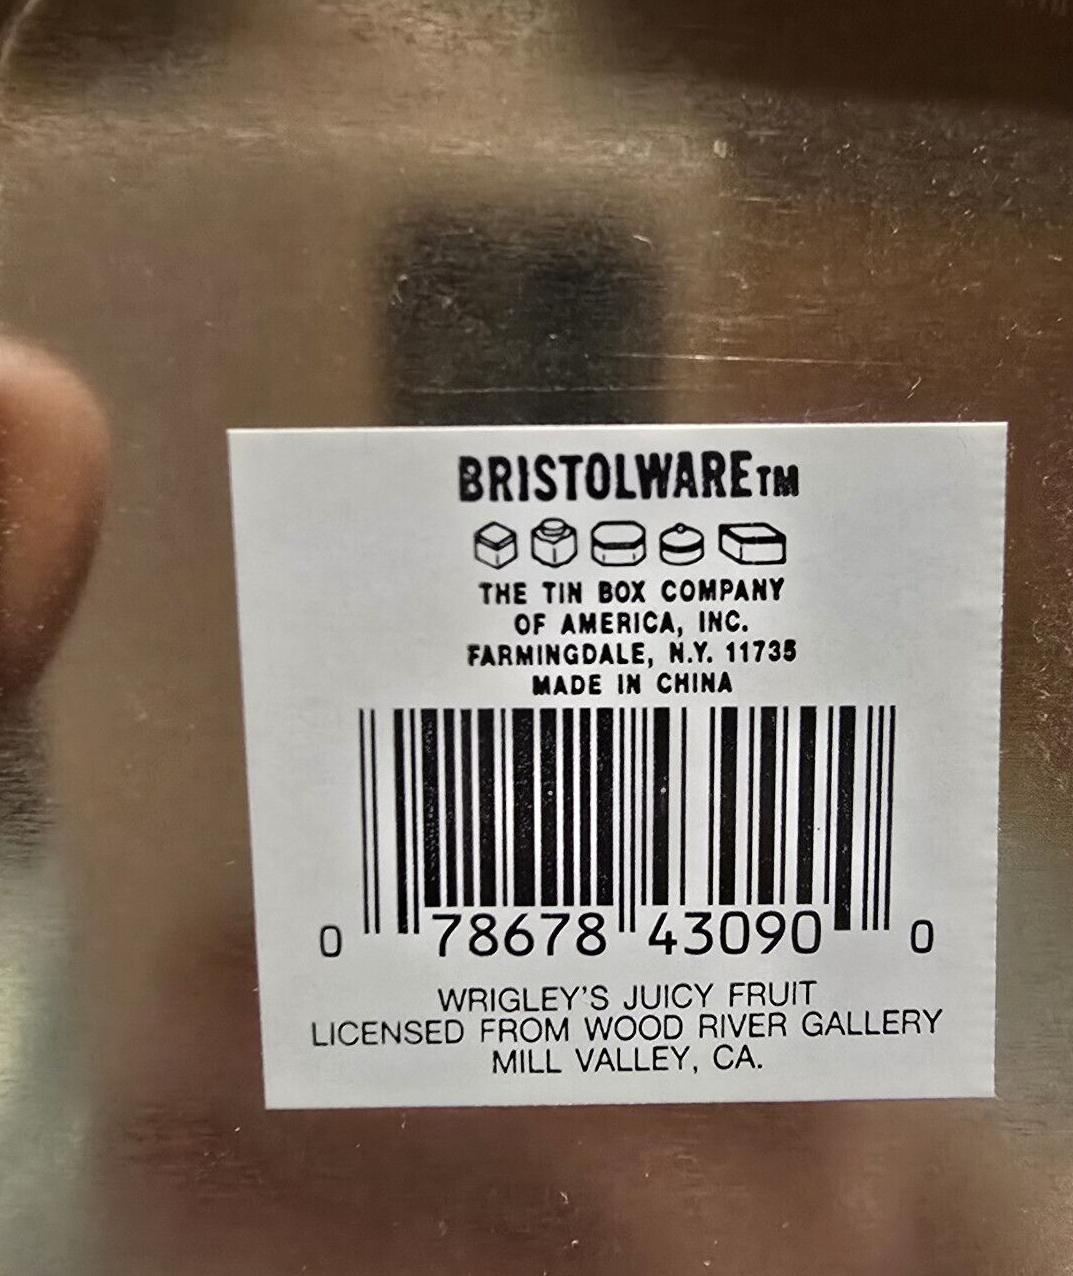 BRISTOLWARE™
THE TIN BOX COMPANY
OF AMERICA, INC.
FARMINGDALE, N.Y. 11735
MADE IN CHINA
0 78678 43090 0
WRIGLEY'S JUICY FRUIT
LICENSED FROM WOOD RIVER GALLERY
MILL VALLEY, CA.